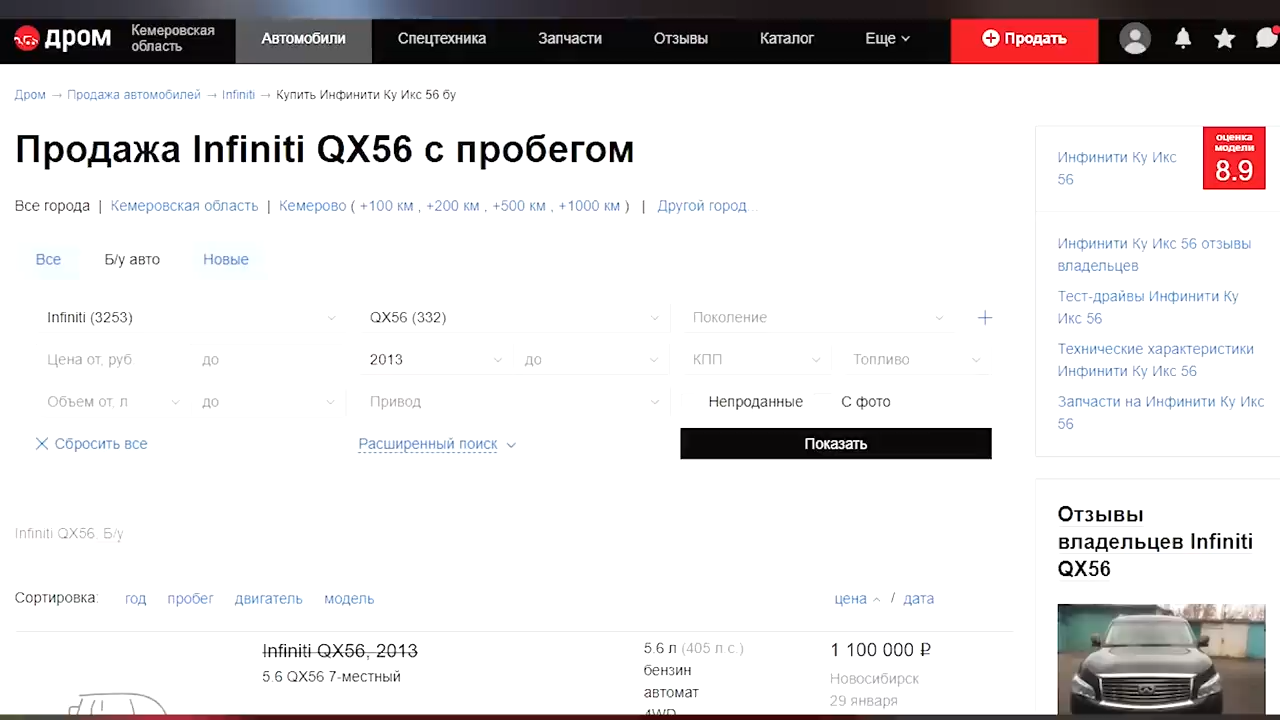 дром
Кемеровская
область
Автомобили
Спецтехника
Запчасти
Отзывы
Каталог
Еще
Продать
Дром → Продажа автомобилей → Infiniti → Купить Инфинити Ку Икс 56 бу
Продажа Infiniti QX56 с пробегом
Все города | Кемеровская область | Кемерово ( +100 км , +200 км , +500 км , +1000 км ) | Другой город...
Все
Б/у авто
Новые
Infiniti (3253)
QX56 (332)
Поколение
Цена от, руб
до
2013
до
КПП
Топливо
Объем от, л
до
Привод
Непроданные
С фото
Сбросить все
Расширенный поиск
Показать
Infiniti QX56, Б/у
Сортировка:
год
пробег
двигатель
модель
цена / дата
Infiniti QX56, 2013
5.6 QX56 7-местный
5.6 л (405 л.с.)
бензин
автомат
4WD
1 100 000 ₽
Новосибирск
29 января
Инфинити Ку Икс
56
оценка
модели
8.9
Инфинити Ку Икс 56 отзывы
владельцев
Тест-драйвы Инфинити Ку
Икс 56
Технические характеристики
Инфинити Ку Икс 56
Запчасти на Инфинити Ку Икс
56
Отзывы
владельцев Infiniti
QX56